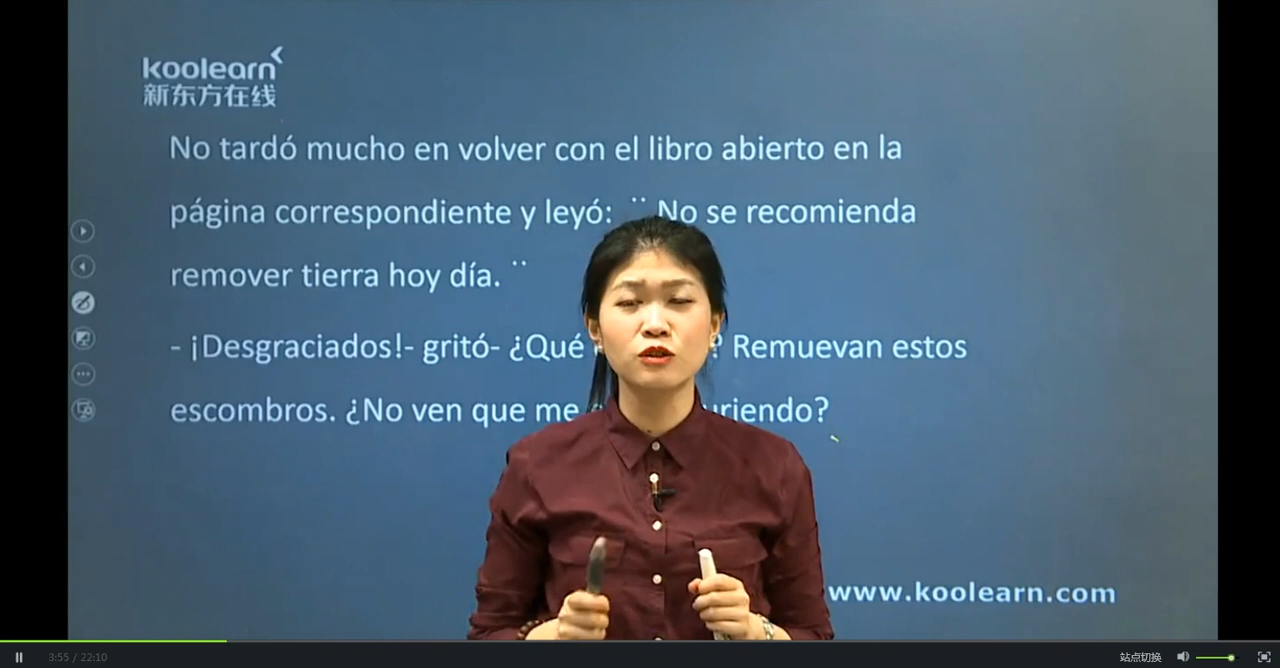 koolearn
新东方在线
No tardó mucho en volver con el libro abierto en la
página correspondiente y leyó: ¨ No se recomienda
remover tierra hoy día. ¨
- ¡Desgraciados!- gritó- ¿Qué ? Remuevan estos
escombros. ¿No ven que me uriendo?
www.koolearn.com
3:55 / 22:10
站点切换